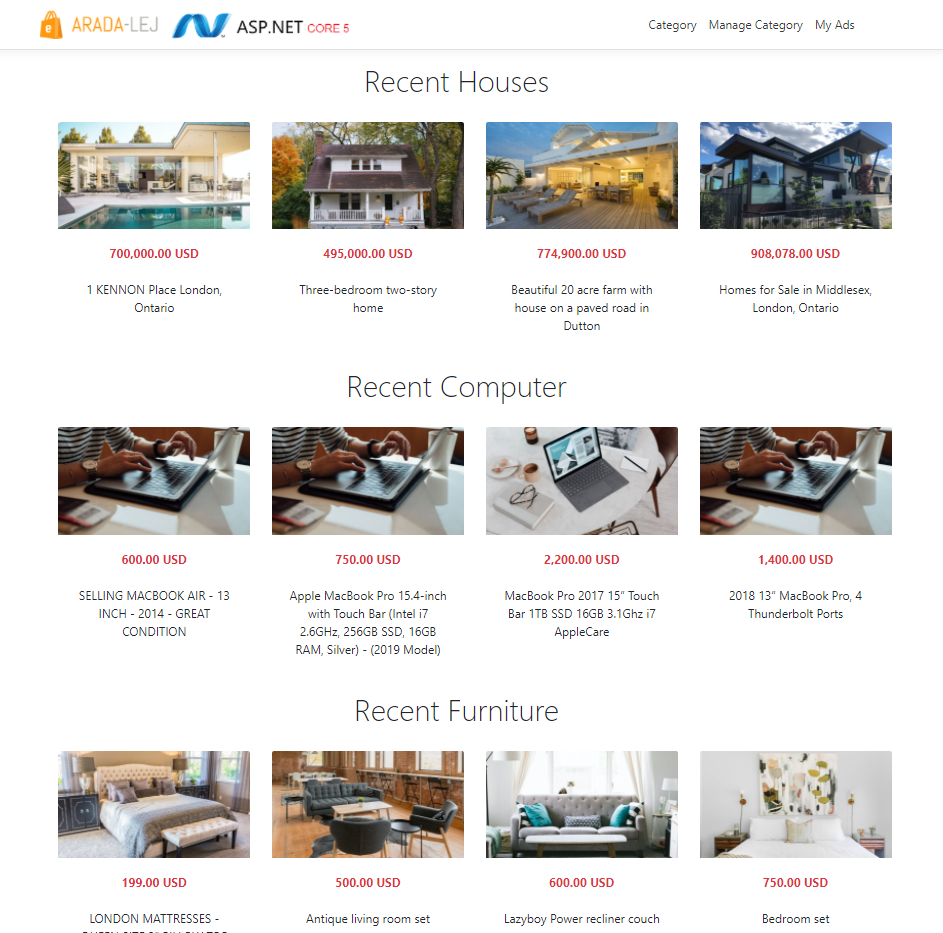 ARADA-LEJ ASP.NET CORE 5 Category Manage Category My Ads
Recent Houses
700,000.00 USD
1 KENNON Place London,
Ontario
495,000.00 USD
Three-bedroom two-story
home
774,900.00 USD
Beautiful 20 acre farm with
house on a paved road in
Dutton
908,078.00 USD
Homes for Sale in Middlesex,
London, Ontario
Recent Computer
600.00 USD
SELLING MACBOOK AIR - 13
INCH - 2014 - GREAT
CONDITION
750.00 USD
Apple MacBook Pro 15.4-inch
with Touch Bar (Intel i7
2.6GHz, 256GB SSD, 16GB
RAM, Silver) - (2019 Model)
2,200.00 USD
MacBook Pro 2017 15” Touch
Bar 1TB SSD 16GB 3.1Ghz i7
AppleCare
1,400.00 USD
2018 13” MacBook Pro, 4
Thunderbolt Ports
Recent Furniture
199.00 USD
LONDON MATTRESSES -
500.00 USD
Antique living room set
600.00 USD
Lazyboy Power recliner couch
750.00 USD
Bedroom set